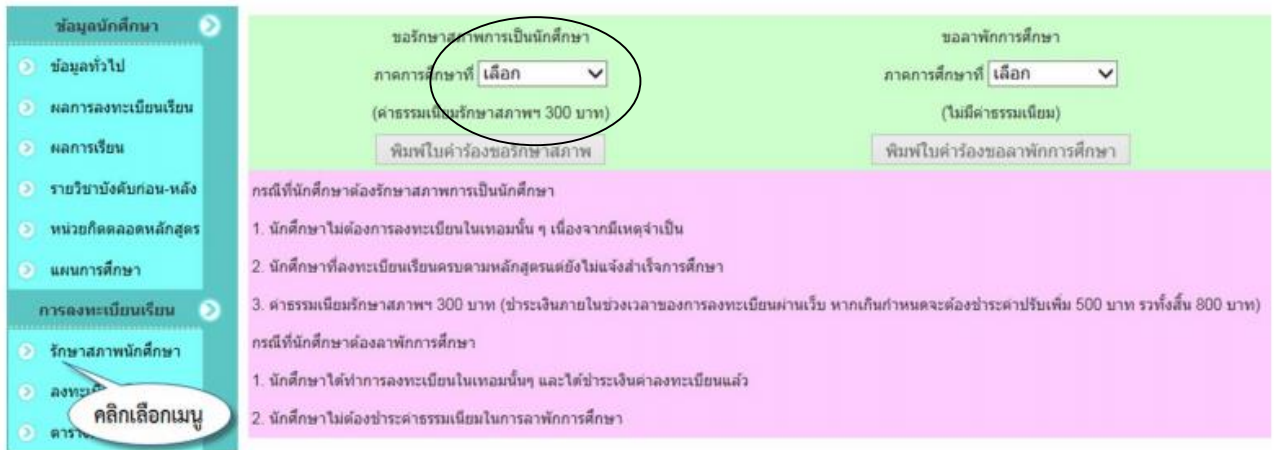 ข้อมูลนักศึกษา
ข้อมูลทั่วไป
ผลการลงทะเบียนเรียน
ผลการเรียน
รายวิชาบังคับก่อน-หลัง
หน่วยกิตตลอดหลักสูตร
แผนการศึกษา
การลงทะเบียนเรียน
รักษาสภาพนักศึกษา
คลิกเลือกเมนู
ขอรักษาสภาพการเป็นนักศึกษา
ภาคการศึกษาที่ เลือก
(ค่าธรรมเนียมรักษาสภาพฯ 300 บาท)
พิมพ์ใบคำร้องขอรักษาสภาพ
ขอลาพักการศึกษา
ภาคการศึกษาที่ เลือก
(ไม่มีค่าธรรมเนียม)
พิมพ์ใบคำร้องขอลาพักการศึกษา
กรณีที่นักศึกษาต้องรักษาสภาพการเป็นนักศึกษา
1. นักศึกษาไม่ต้องการลงทะเบียนในเทอมนั้น ๆ เนื่องจากมีเหตุจำเป็น
2. นักศึกษาที่ลงทะเบียนเรียนครบตามหลักสูตรแต่ยังไม่แจ้งสำเร็จการศึกษา
3. ค่าธรรมเนียมรักษาสภาพฯ 300 บาท (ชำระเงินภายในช่วงเวลาของการลงทะเบียนผ่านเว็บ หากเกินกำหนดจะต้องชำระค่าปรับเพิ่ม 500 บาท รวทั้งสิ้น 800 บาท)
กรณีที่นักศึกษาต้องลาพักการศึกษา
1. นักศึกษาได้ทำการลงทะเบียนในเทอมนั้นๆ และได้ชำระเงินค่าลงทะเบียนแล้ว
2. นักศึกษาไม่ต้องชำระค่าธรรมเนียมในการลาพักการศึกษา